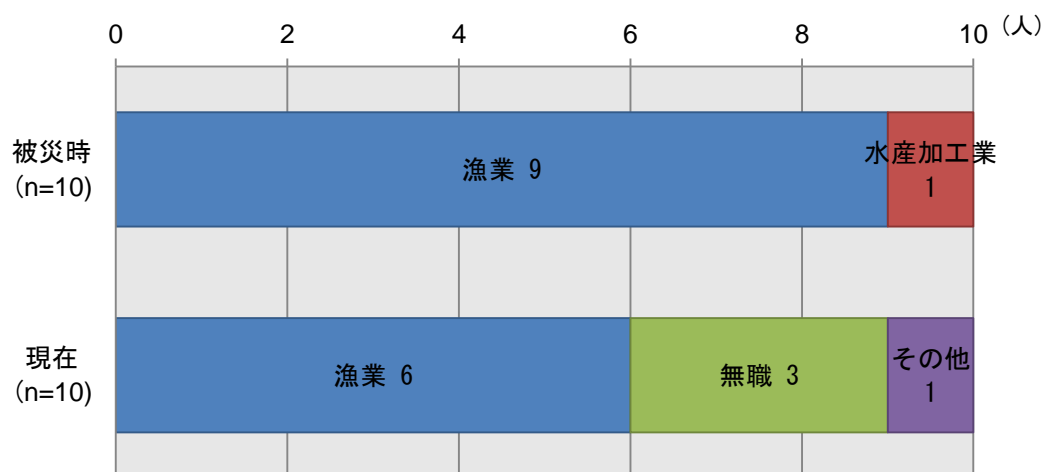 0 2 4 6 8 10 (人)
被災時
(n=10)
漁業 9
水産加工業
1
現在
(n=10)
漁業 6
無職 3
その他
1